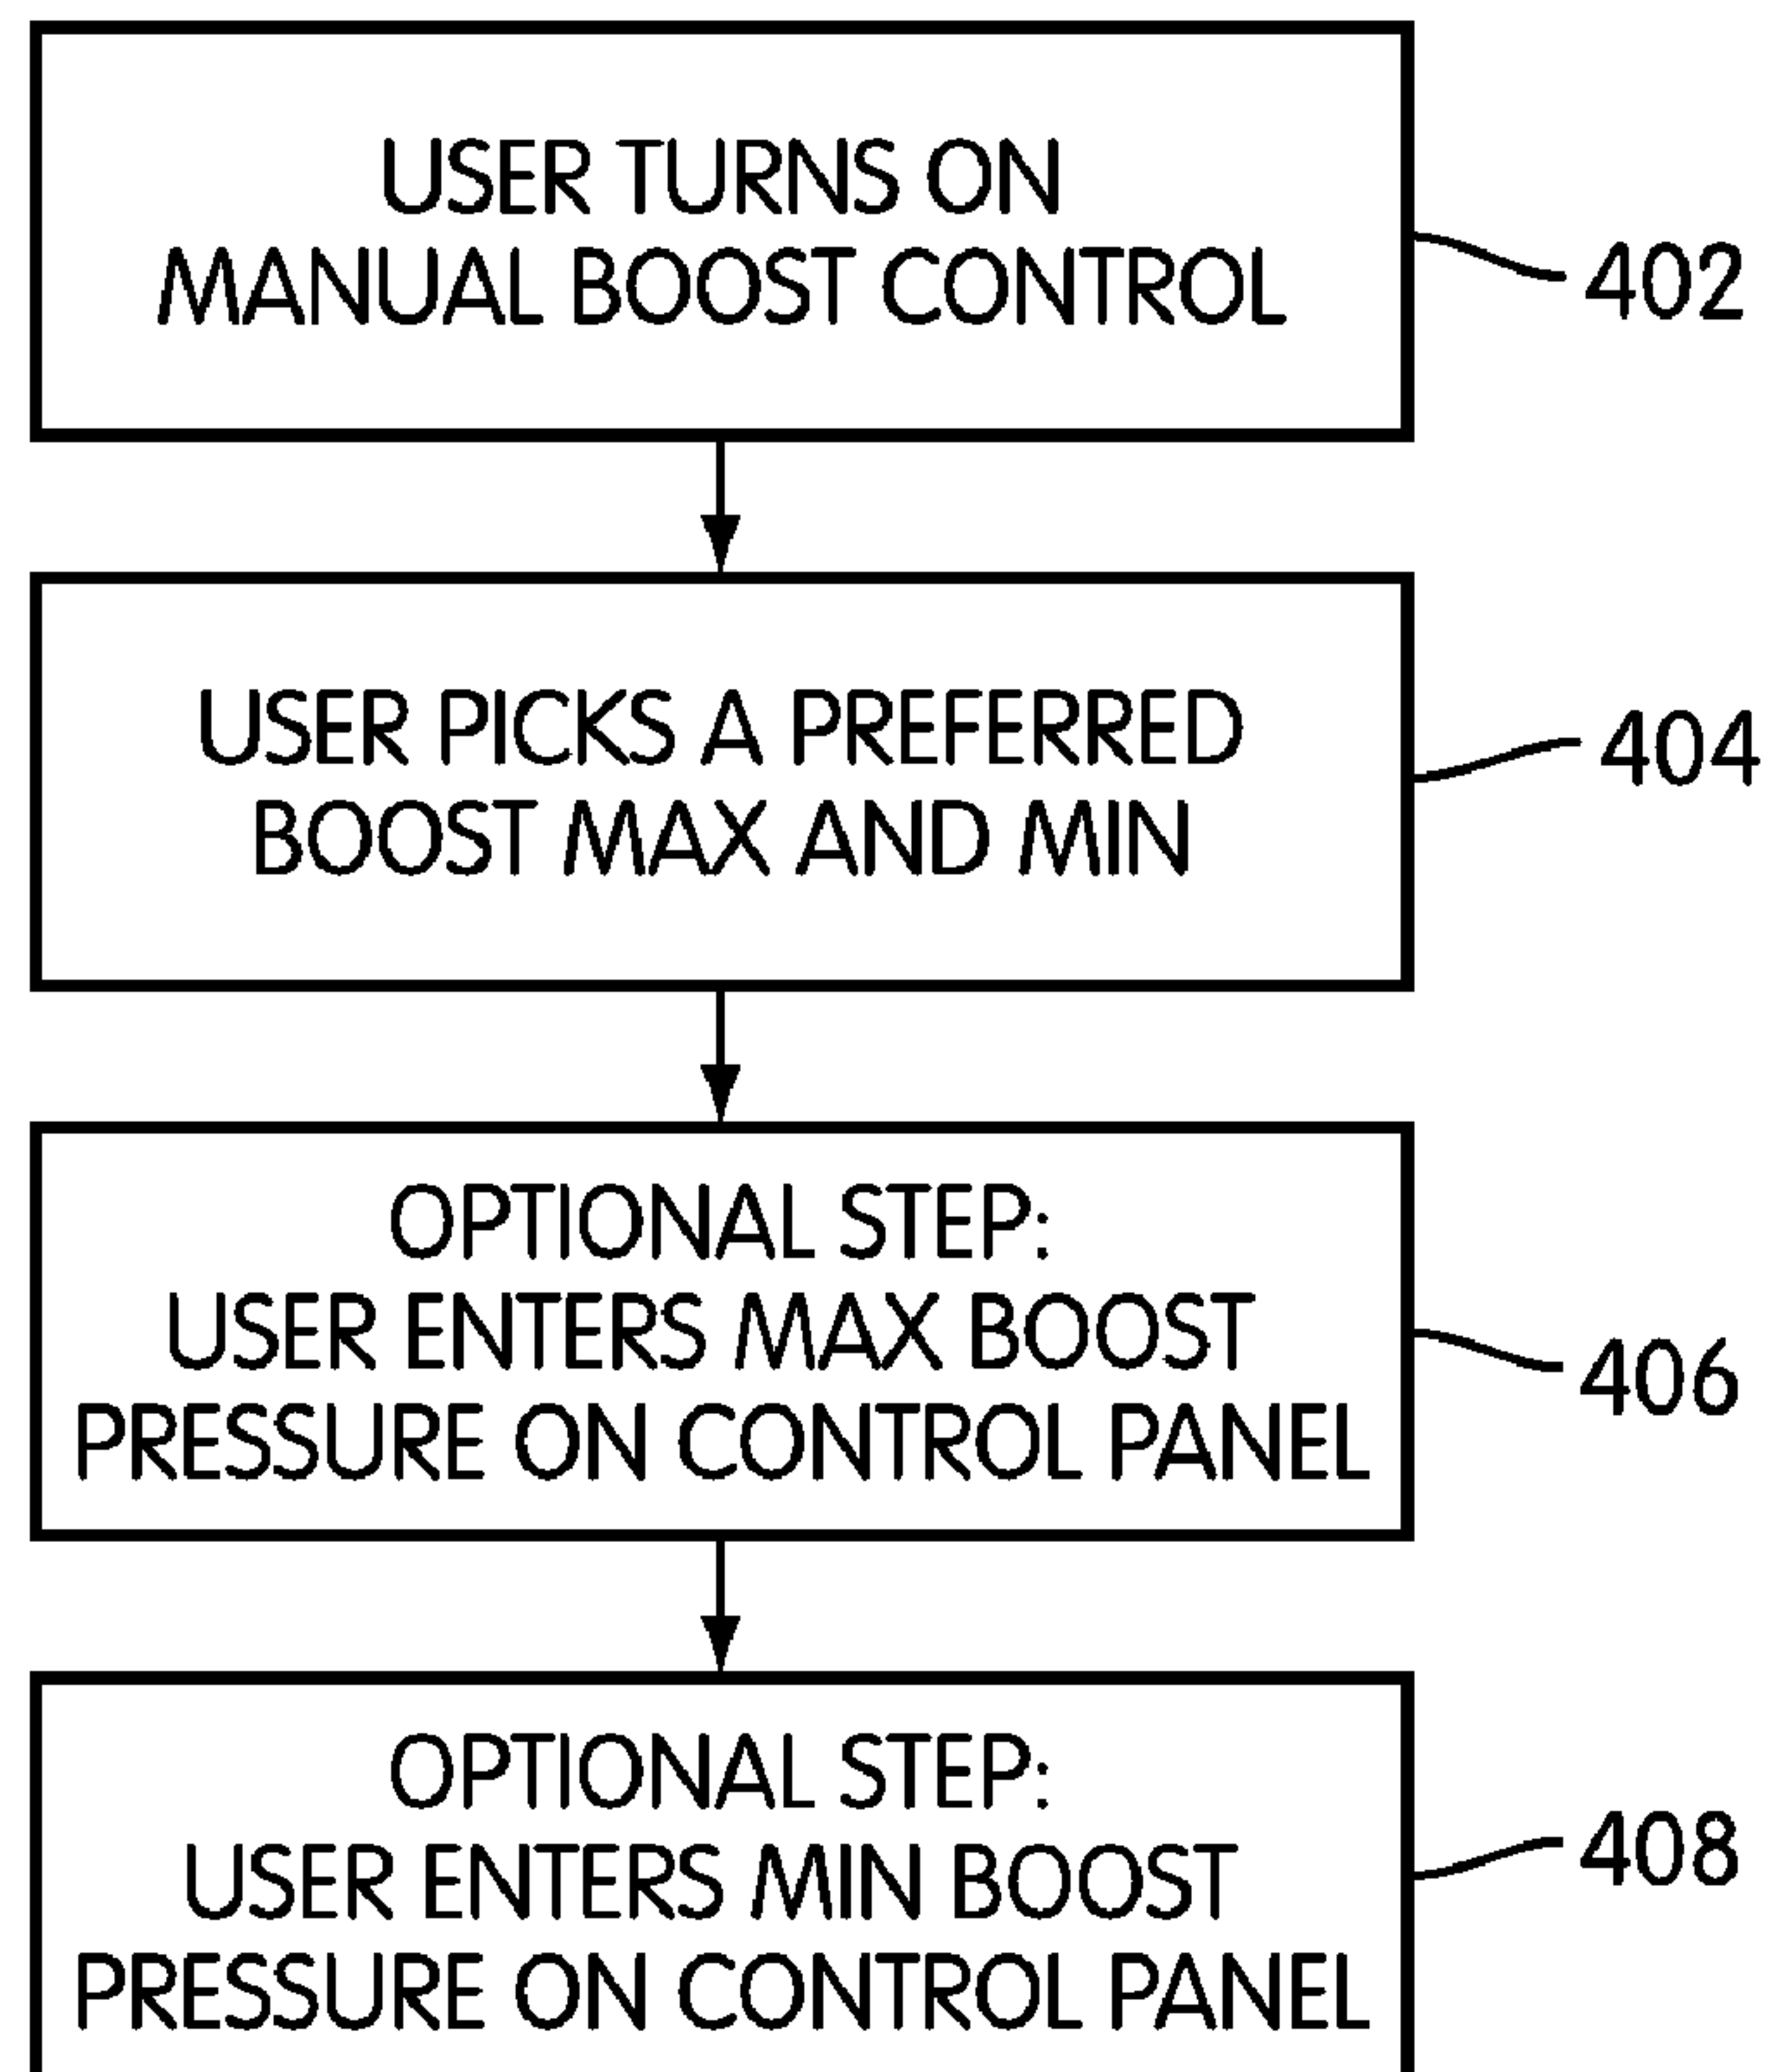 USER TURNS ON
MANUAL BOOST CONTROL
402
USER PICKS A PREFERRED
BOOST MAX AND MIN
404
OPTIONAL STEP:
USER ENTERS MAX BOOST
PRESSURE ON CONTROL PANEL
406
OPTIONAL STEP:
USER ENTERS MIN BOOST
PRESSURE ON CONTROL PANEL
408